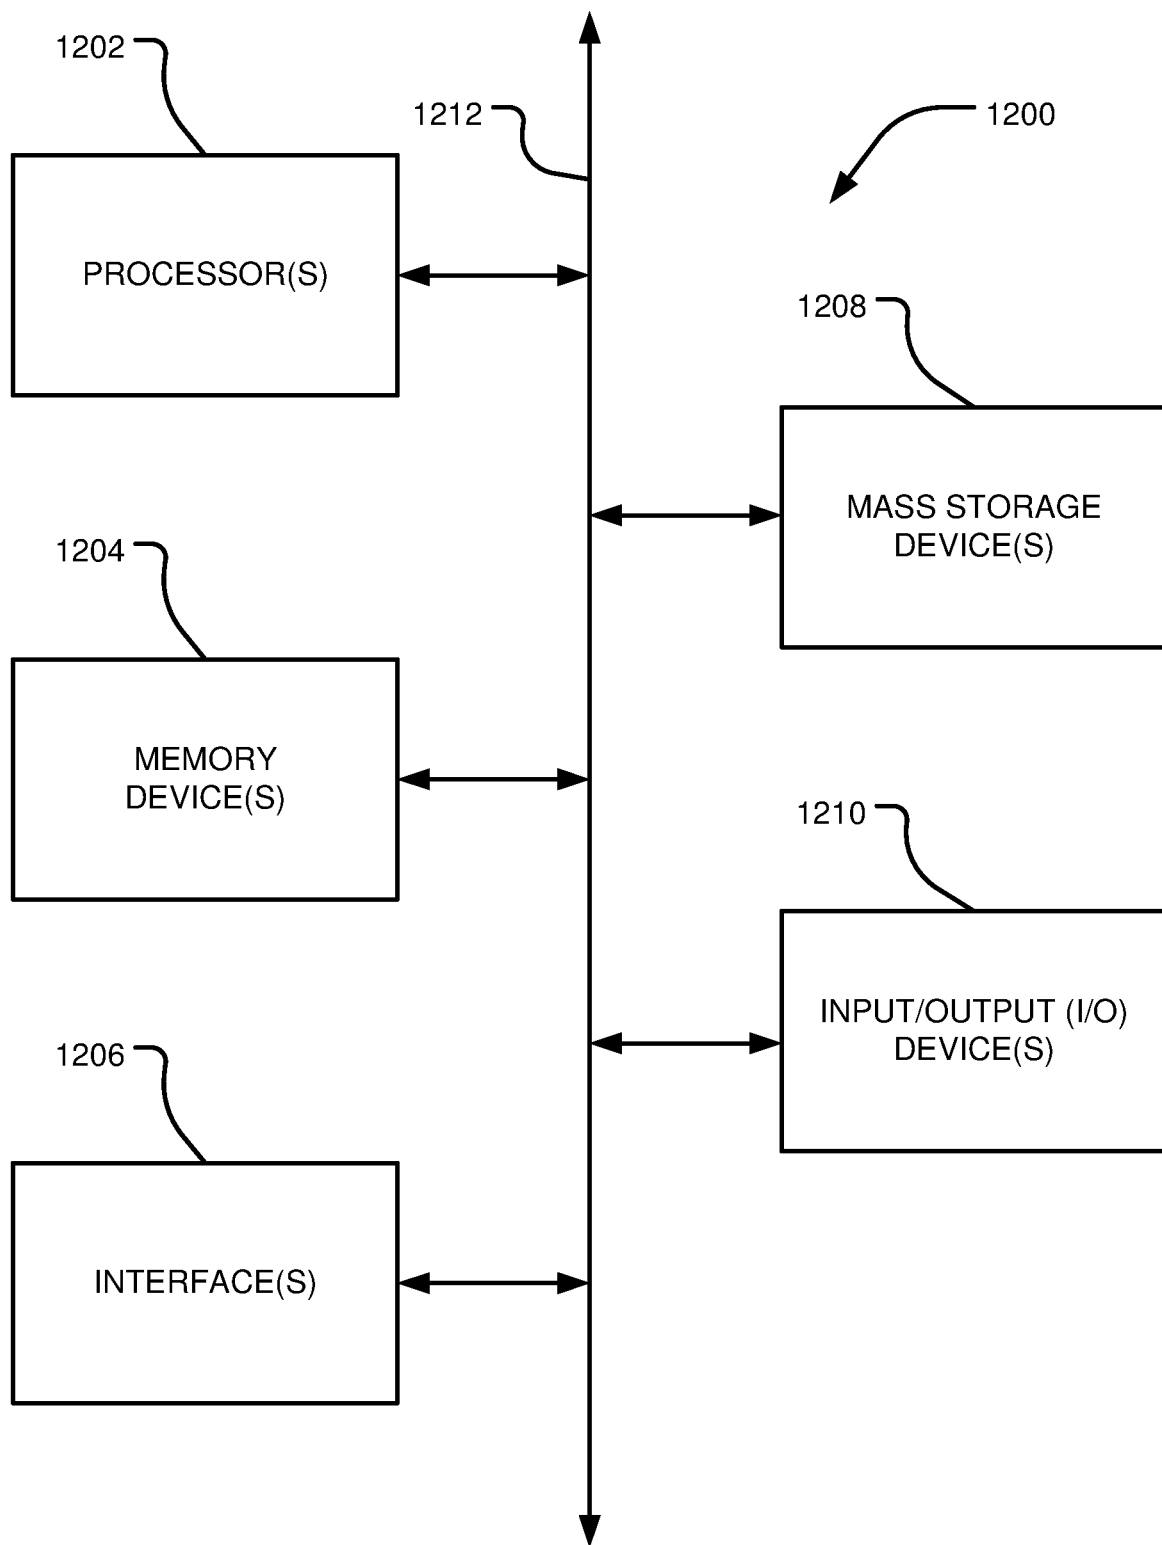 1202
1212
1200
PROCESSOR(S)
1208
MASS STORAGE
DEVICE(S)
1204
MEMORY
DEVICE(S)
1210
INPUT/OUTPUT (I/O)
DEVICE(S)
1206
INTERFACE(S)